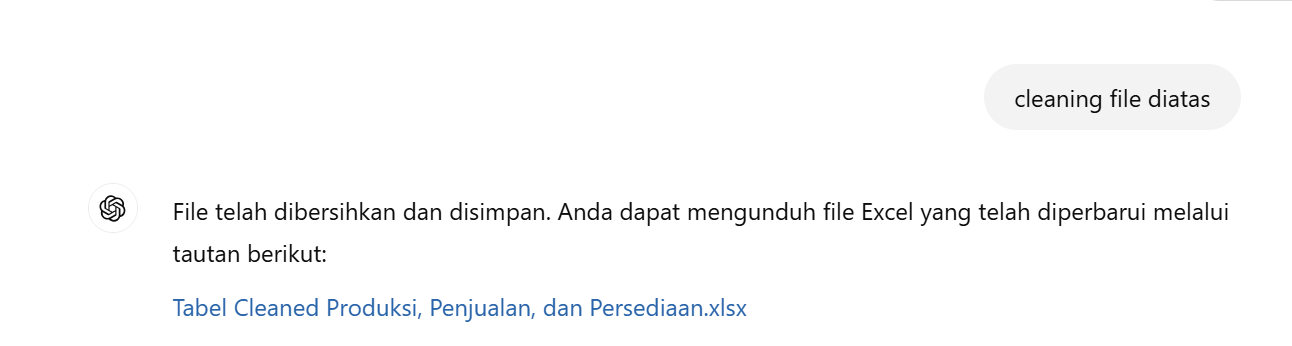 cleaning file diatas
File telah dibersihkan dan disimpan. Anda dapat mengunduh file Excel yang telah diperbarui melalui
tautan berikut:
Tabel Cleaned Produksi, Penjualan, dan Persediaan.xlsx